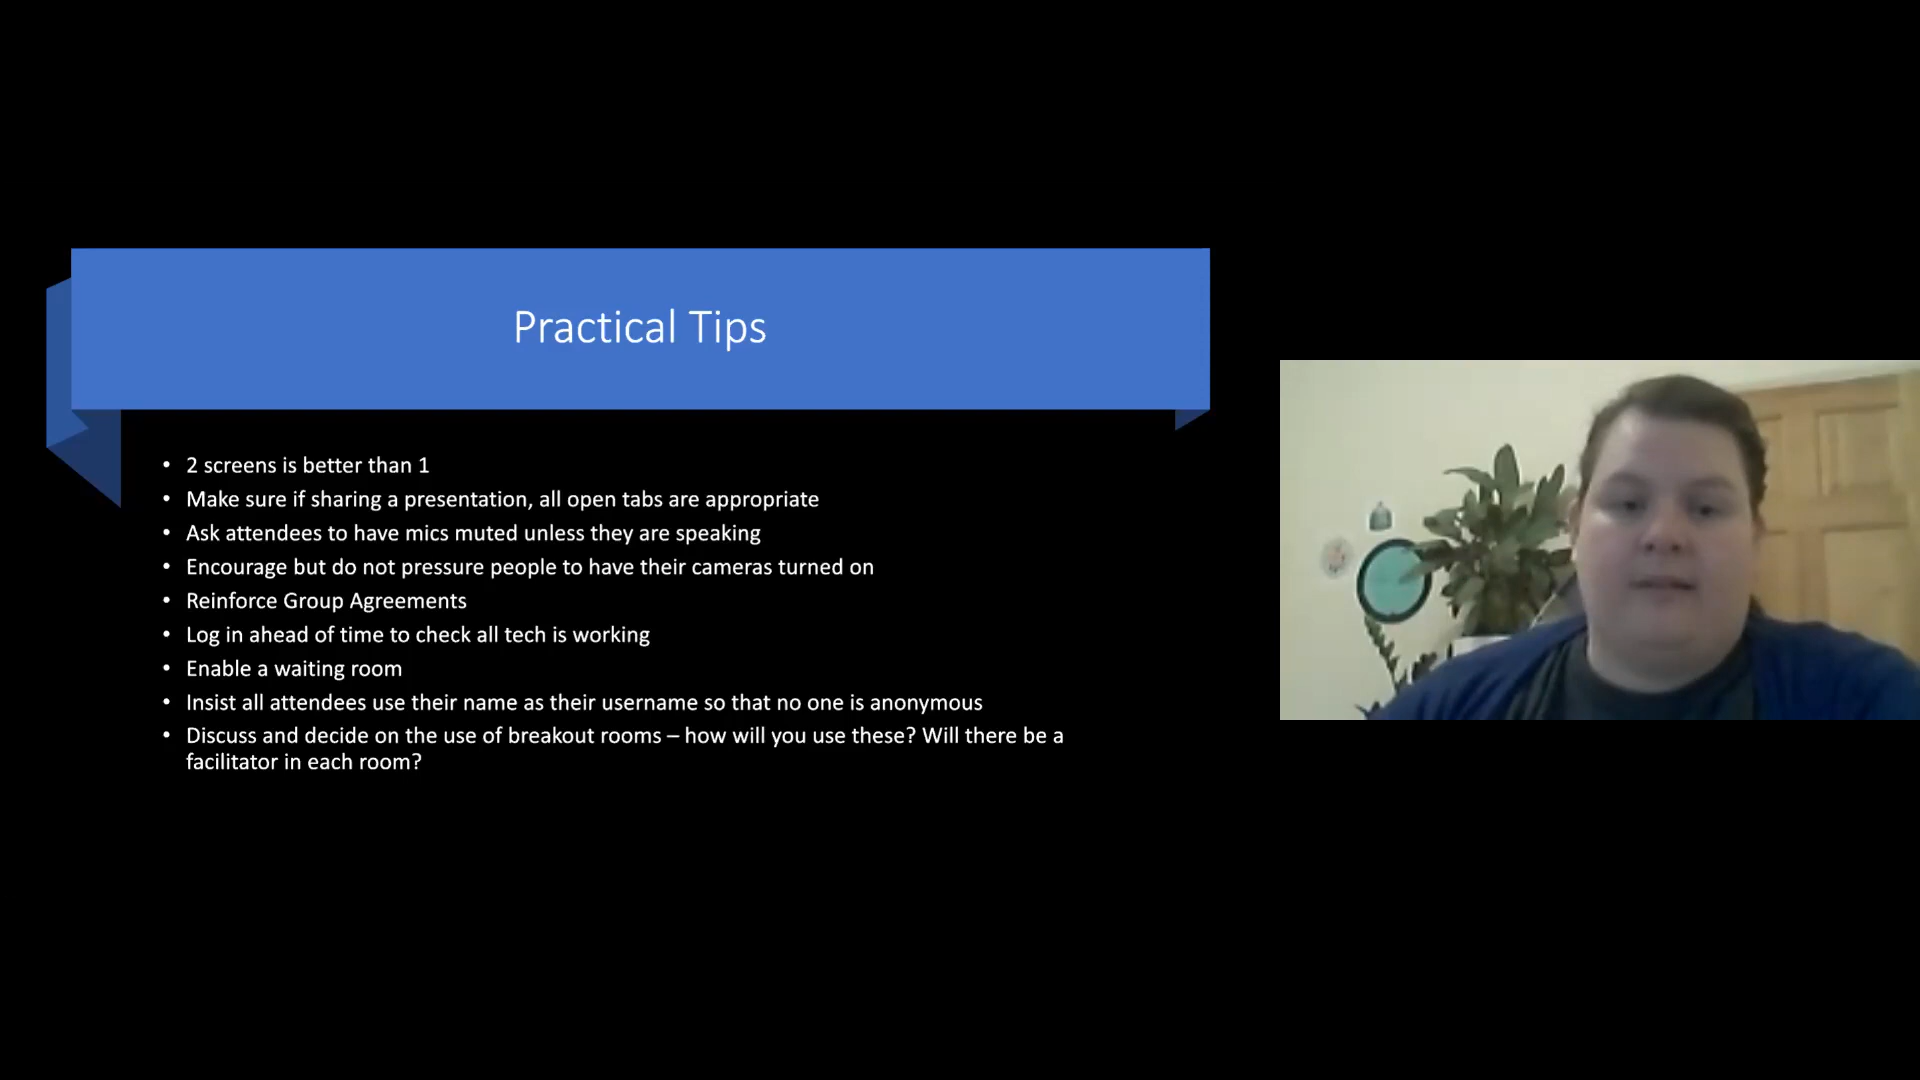 Practical Tips
• 2 screens is better than 1
• Make sure if sharing a presentation, all open tabs are appropriate
• Ask attendees to have mics muted unless they are speaking
• Encourage but do not pressure people to have their cameras turned on
• Reinforce Group Agreements
• Log in ahead of time to check all tech is working
• Enable a waiting room
• Insist all attendees use their name as their username so that no one is anonymous
• Discuss and decide on the use of breakout rooms – how will you use these? Will there be a
facilitator in each room?